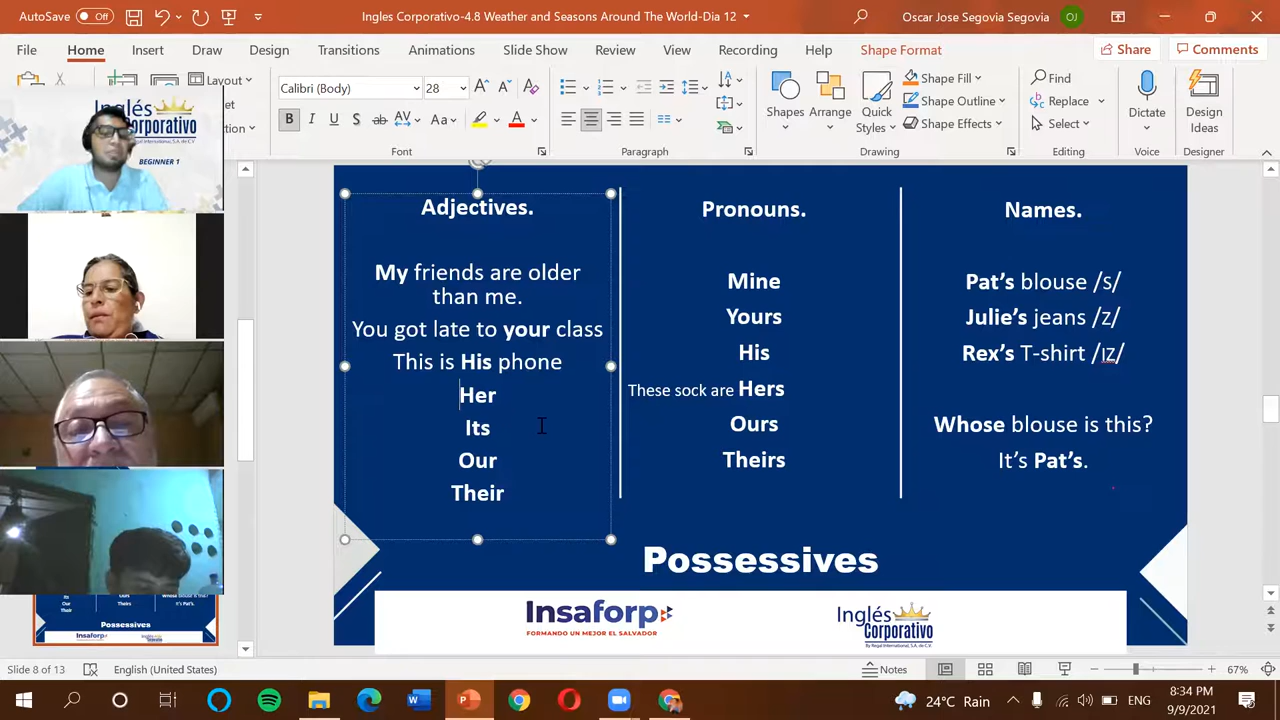 AutoSave Off
Ingles Corporativo-4.8 Weather and Seasons Around The World-Dia 12
Oscar Jose Segovia Segovia OJ
File Home Insert Draw Design Transitions Animations Slide Show Review View Recording Help Shape Format
Share Comments
Layout
Calibri (Body) 28
Shape Fill
Shape Outline
Shape Effects
Find
Replace
Select
Shapes Arrange Quick Styles
Dictate Design Ideas
Font Paragraph Drawing Editing Voice Designer
Inglés
Corporativo
BEGINNER 1
Adjectives.
My friends are older
than me.
You got late to your class
This is His phone
Her
Its
Our
Their
Pronouns.
Mine
Yours
His
These sock are Hers
Ours
Theirs
Names.
Pat’s blouse /s/
Julie’s jeans /z/
Rex’s T-shirt /ɪz/
Whose blouse is this?
It’s Pat’s.
Possessives
Insaforp
FORMANDO UN MEJOR EL SALVADOR
Inglés
Corporativo
By Regal International, S.A. de C.V.
Possessives
Insaforp
Slide 8 of 13 English (United States)
Notes 67%
24°C Rain
ENG
8:34 PM
9/9/2021